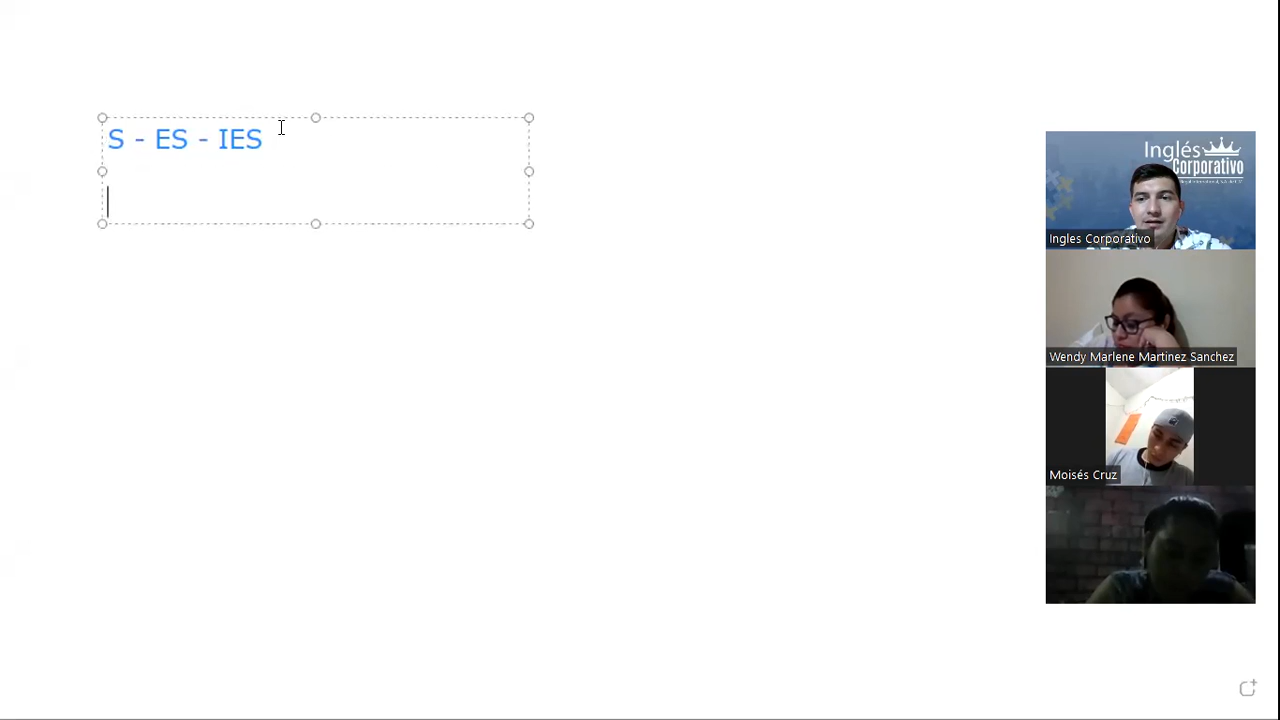 S - ES - IES
Inglés
Corporativo
Ingles Corporativo
Wendy Marlene Martinez Sanchez
Moisés Cruz